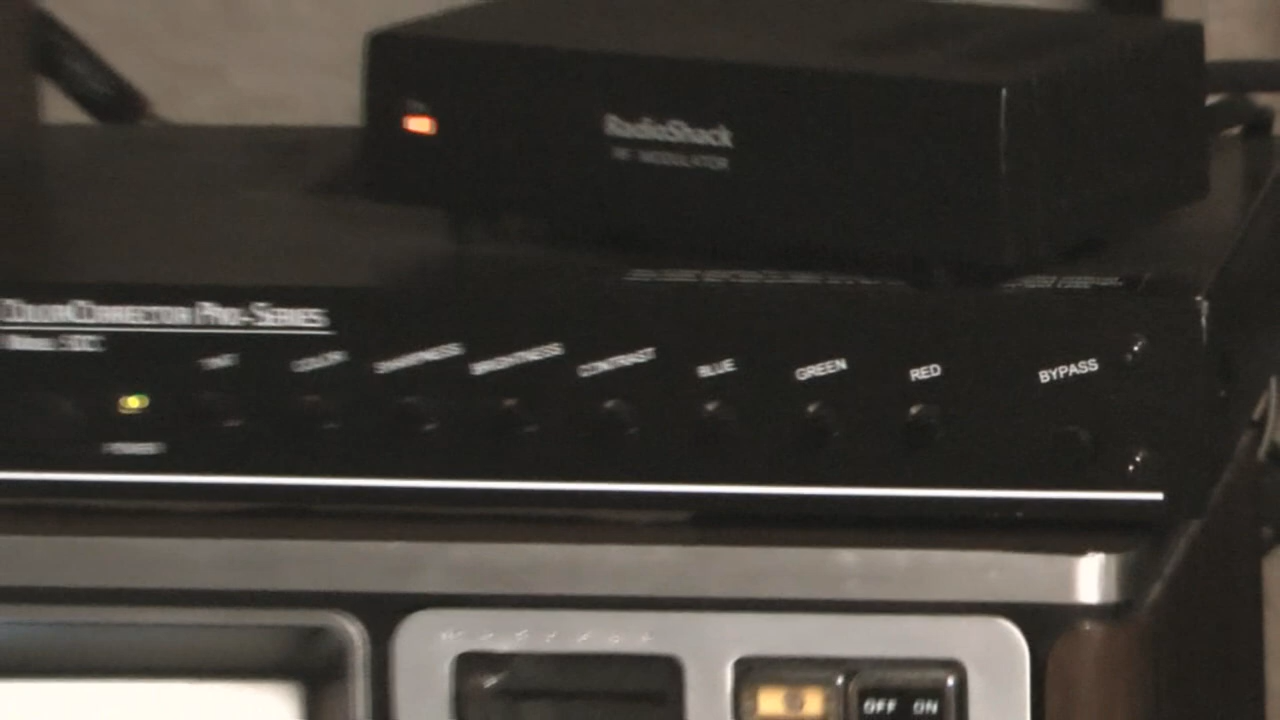 RadioShack
RF MODULATOR
COLORCORRECTOR PRO-SERIES
TINT COLOR SHARPNESS BRIGHTNESS CONTRAST BLUE GREEN RED BYPASS
POWER
OFF ON